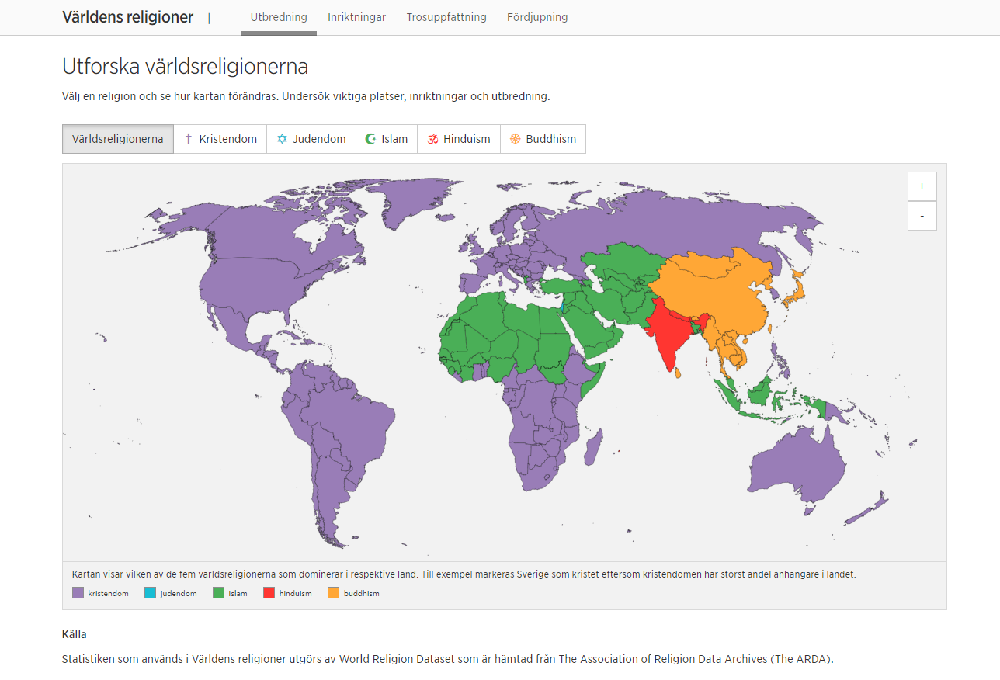 Världens religioner | Utbredning Inriktningar Trosuppfattning Fördjupning
Utforska världsreligionerna
Välj en religion och se hur kartan förändras. Undersök viktiga platser, inriktningar och utbredning.
Världsreligionerna Kristendom Judendom Islam Hinduism Buddhism
+
-
Kartan visar vilken av de fem världsreligionerna som dominerar i respektive land. Till exempel markeras Sverige som kristet eftersom kristendomen har störst andel anhängare i landet.
kristendom judendom islam hinduism buddhism
Källa
Statistiken som används i Världens religioner utgörs av World Religion Dataset som är hämtad från The Association of Religion Data Archives (The ARDA).